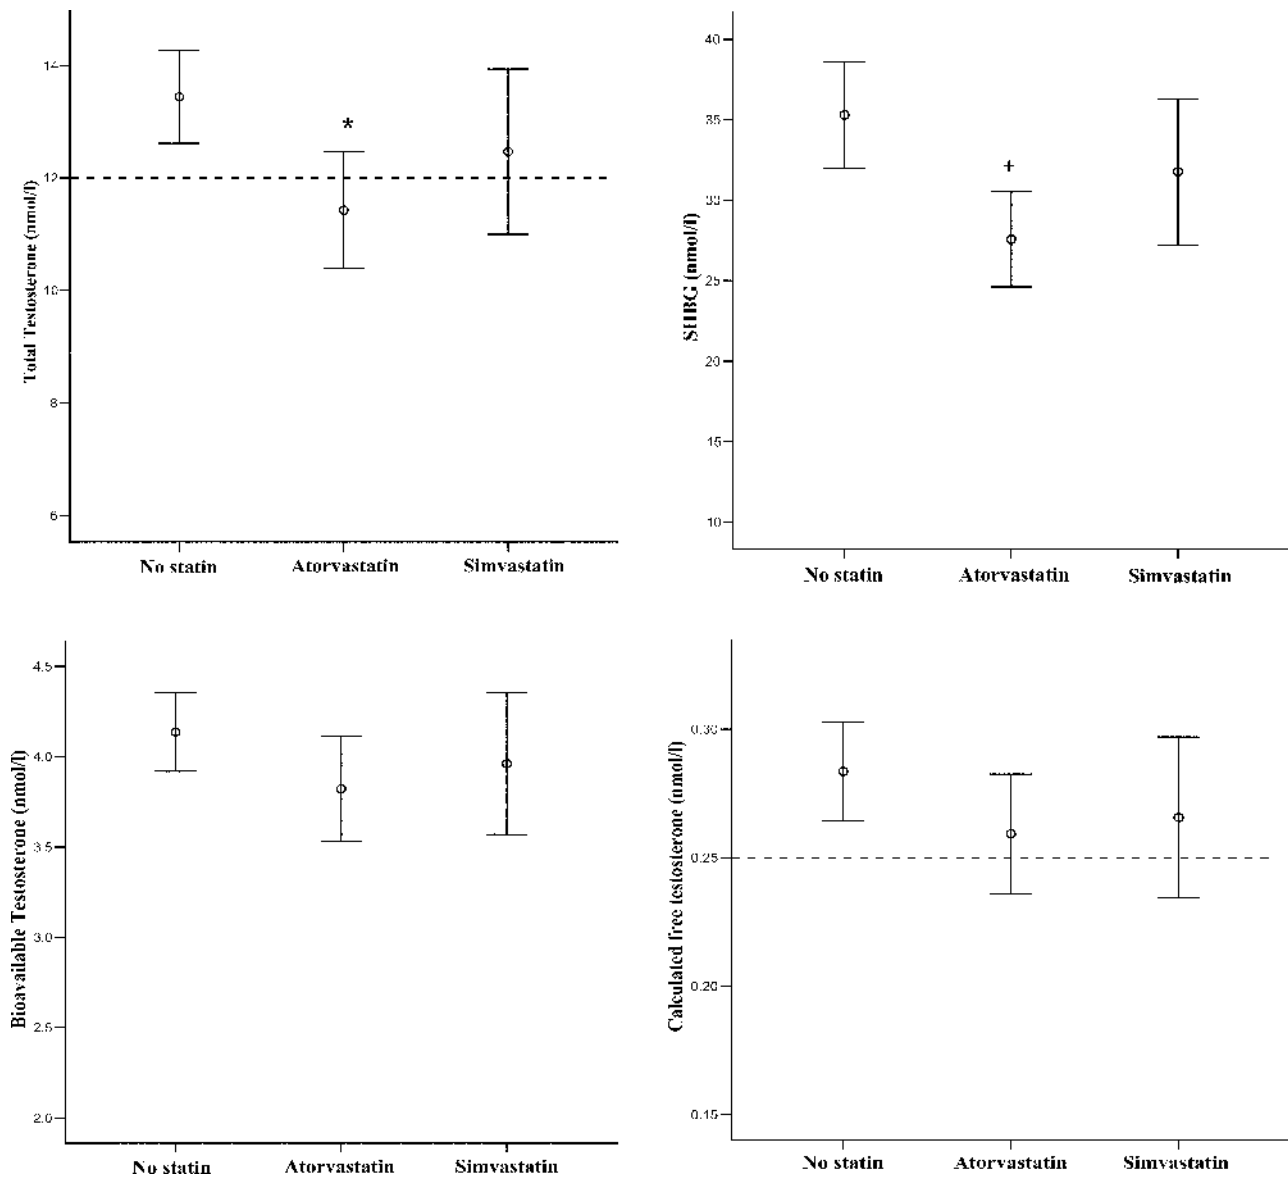 14
12
10
8
6
Total Testosterone (nmol/l)
*
No statin
Atorvastatin
Simvastatin
40
35
30
25
20
15
10
SHBG (nmol/l)
+
No statin
Atorvastatin
Simvastatin
4.5
4.0
3.5
3.0
2.5
2.0
Bioavailable Testosterone (nmol/l)
No statin
Atorvastatin
Simvastatin
0.30
0.25
0.20
0.15
Calculated free testosterone (nmol/l)
No statin
Atorvastatin
Simvastatin